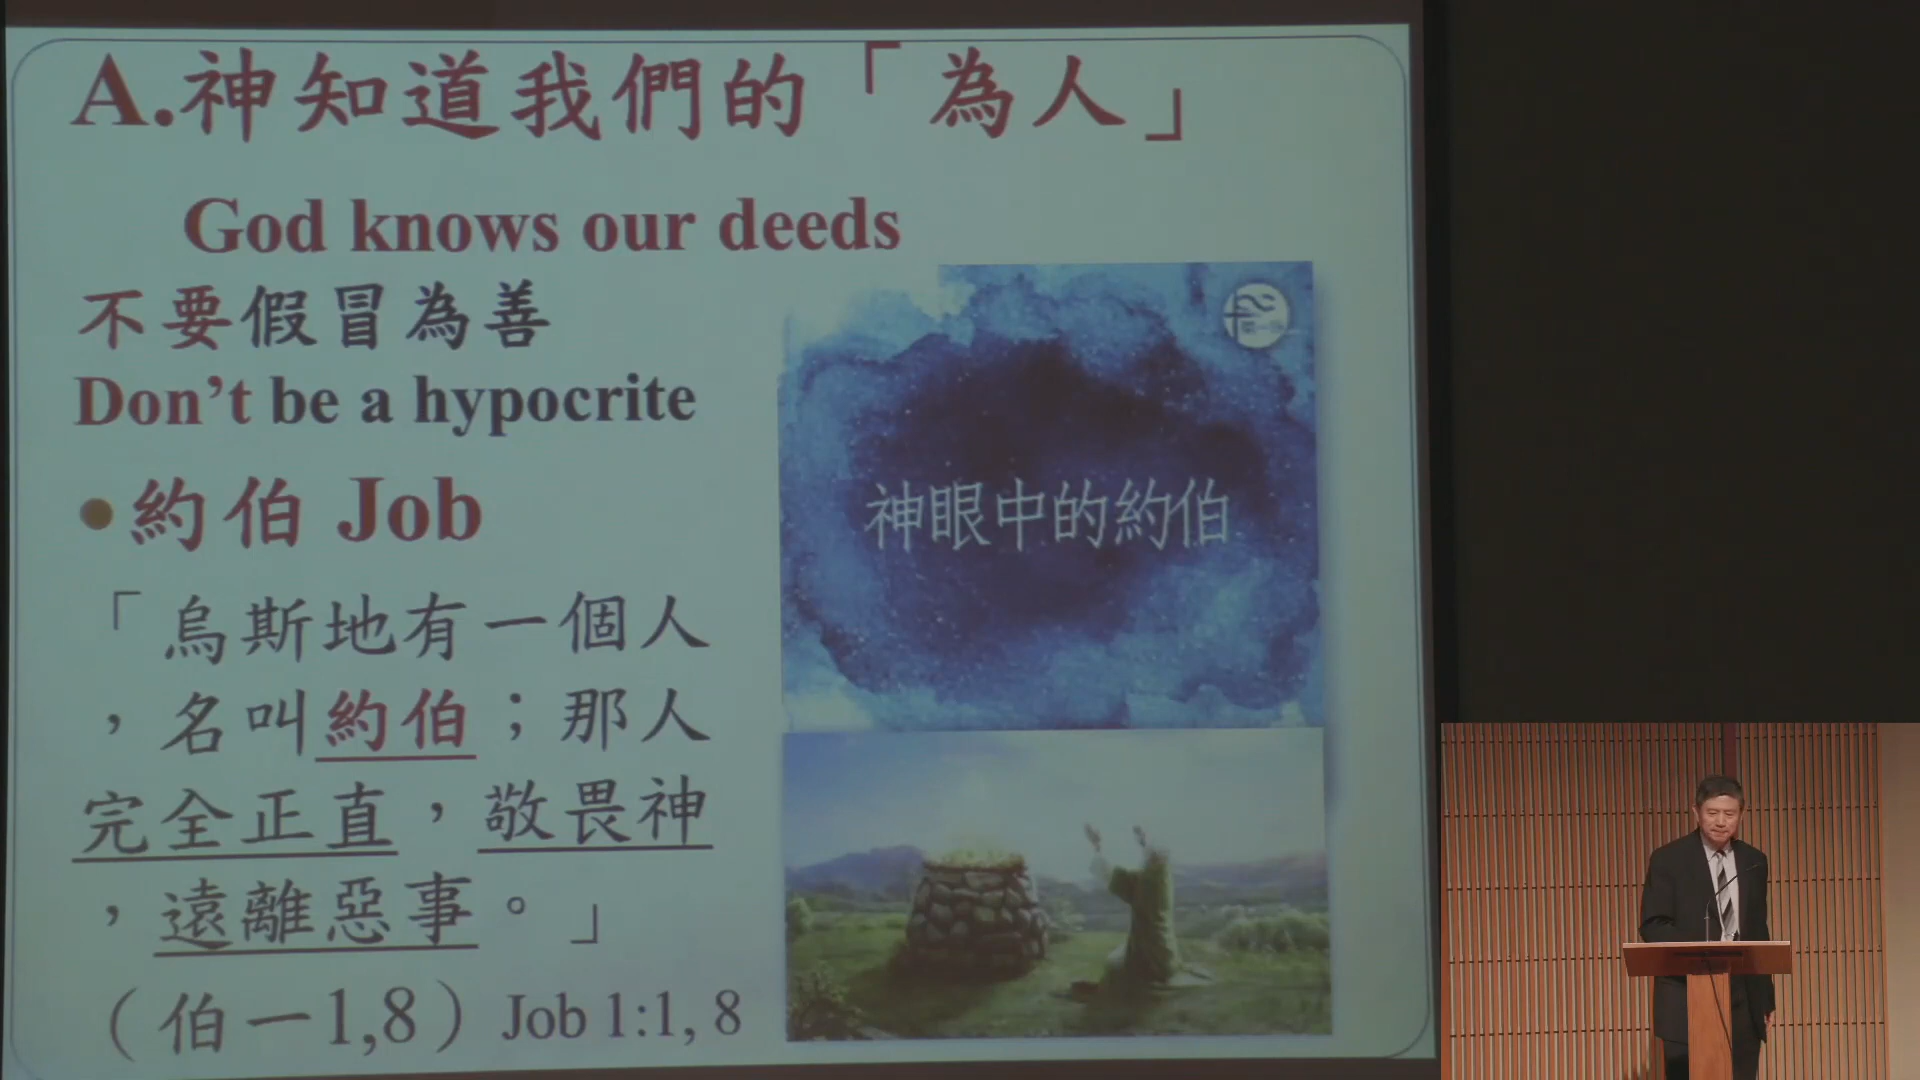 A.神知道我們的「為人」
God knows our deeds
不要假冒為善
Don't be a hypocrite
•約伯 Job
「烏斯地有一個人
，名叫約伯；那人
完全正直，敬畏神
，遠離惡事。」
（伯一1,8）Job 1:1, 8
神眼中的約伯